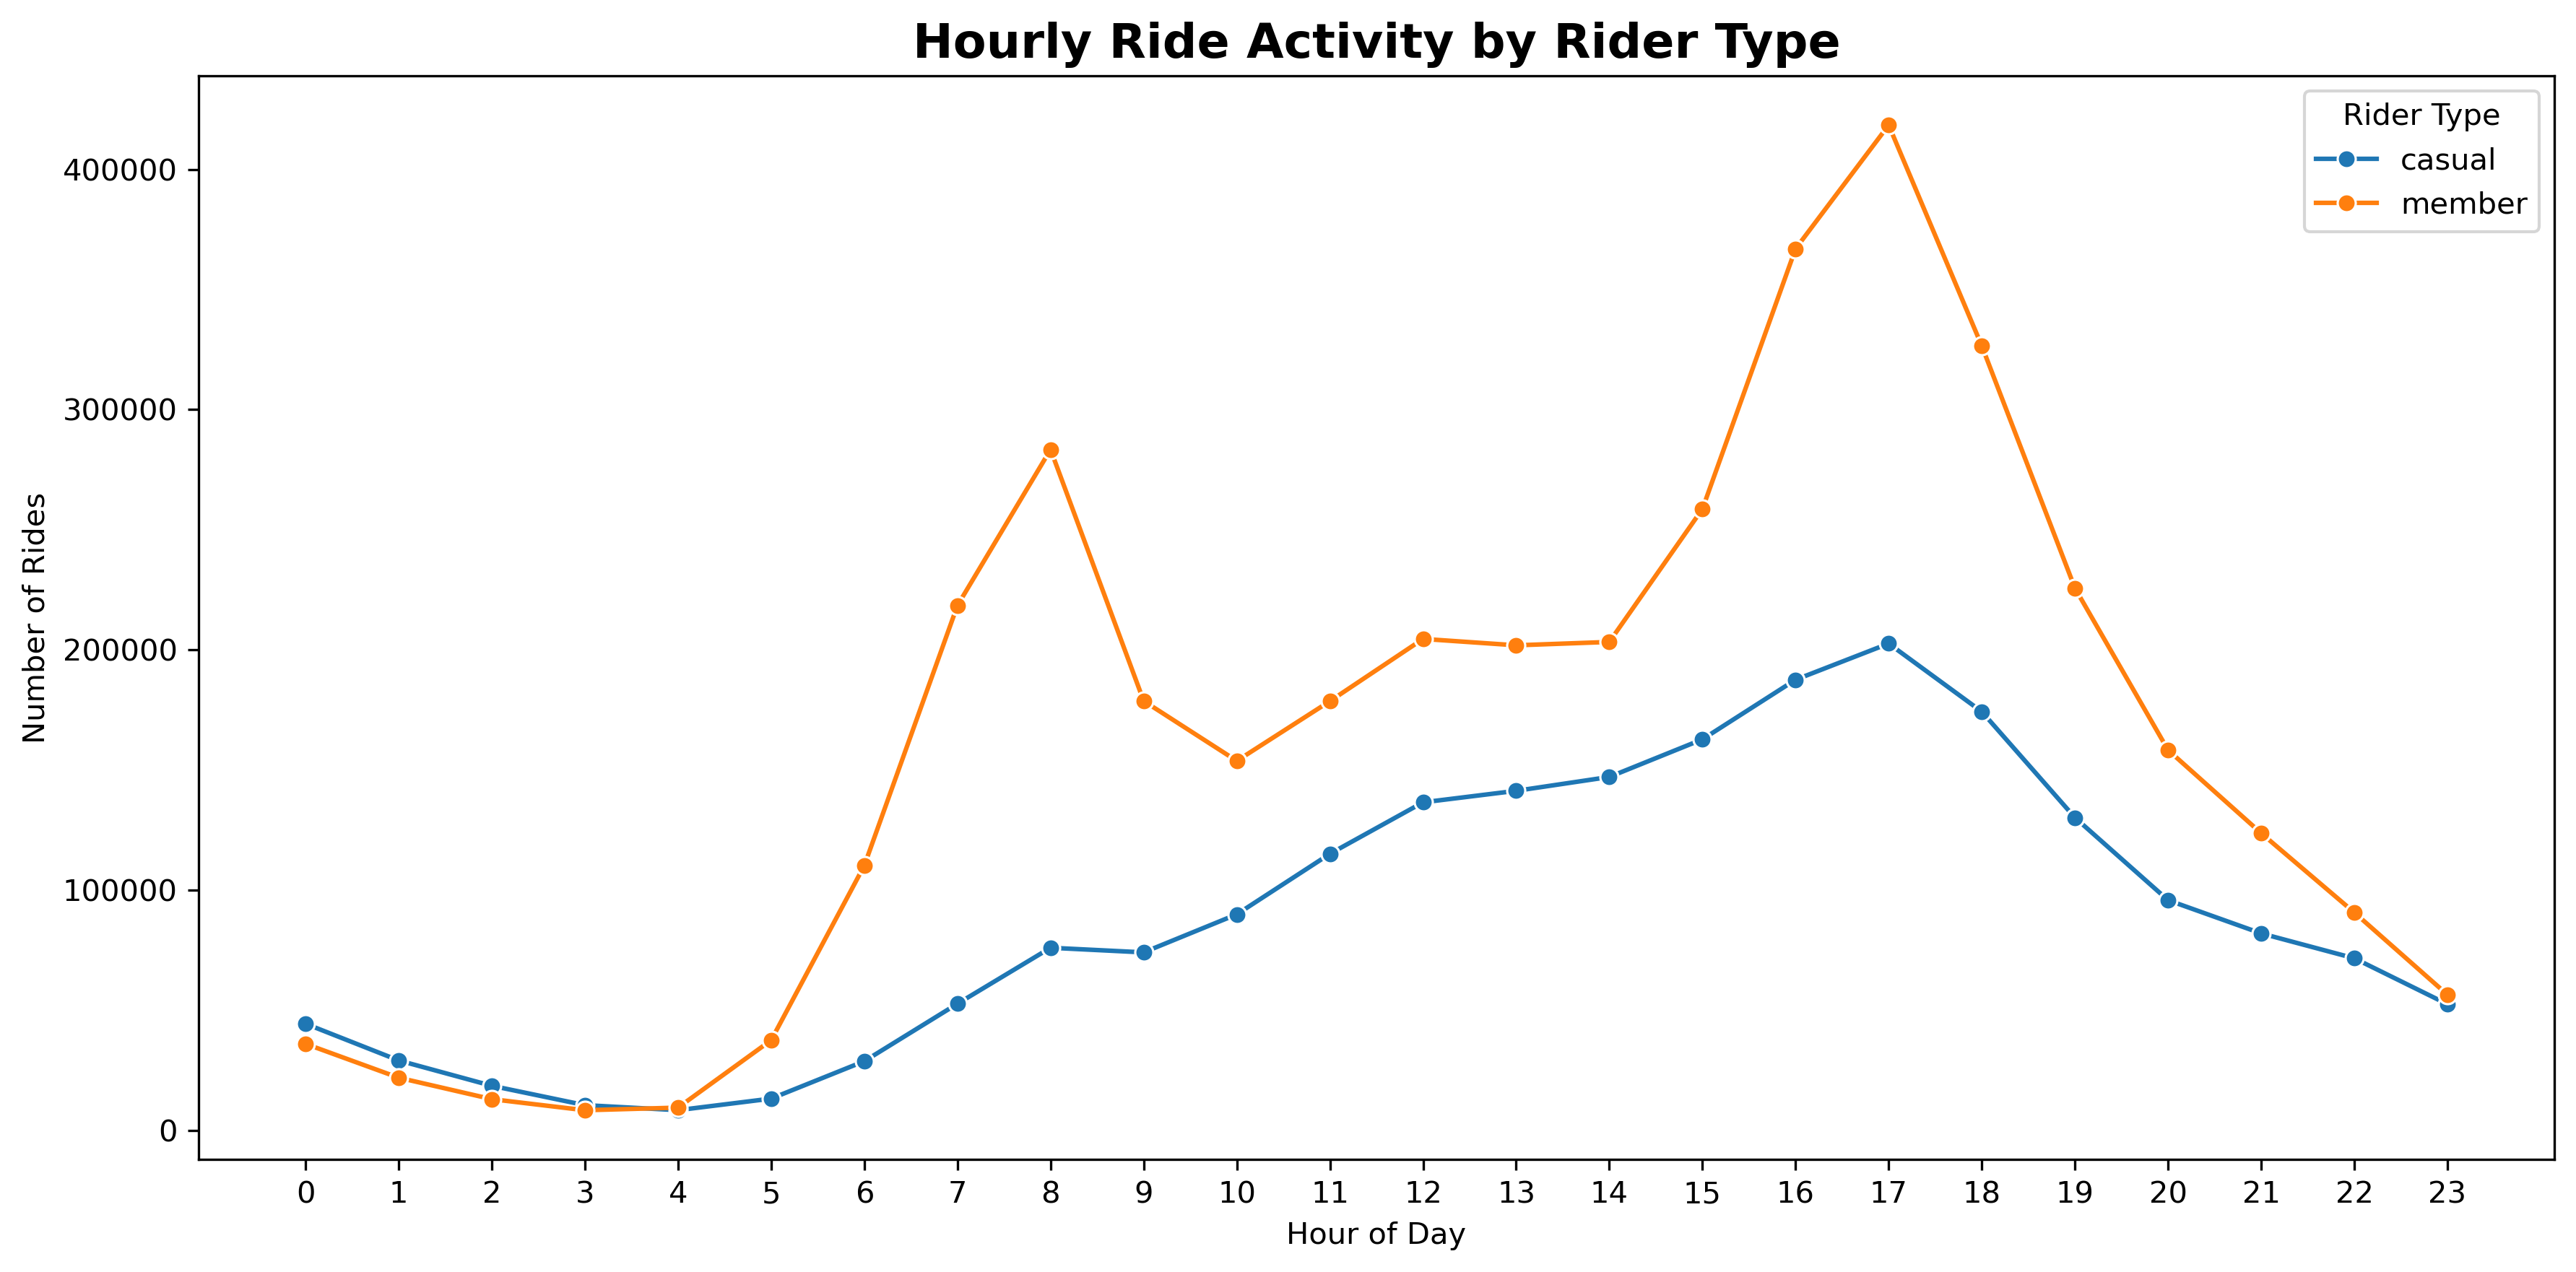 Hourly Ride Activity by Rider Type
Rider Type
casual
member
Number of Rides
400000
300000
200000
100000
0
0 1 2 3 4 5 6 7 8 9 10 11 12 13 14 15 16 17 18 19 20 21 22 23
Hour of Day